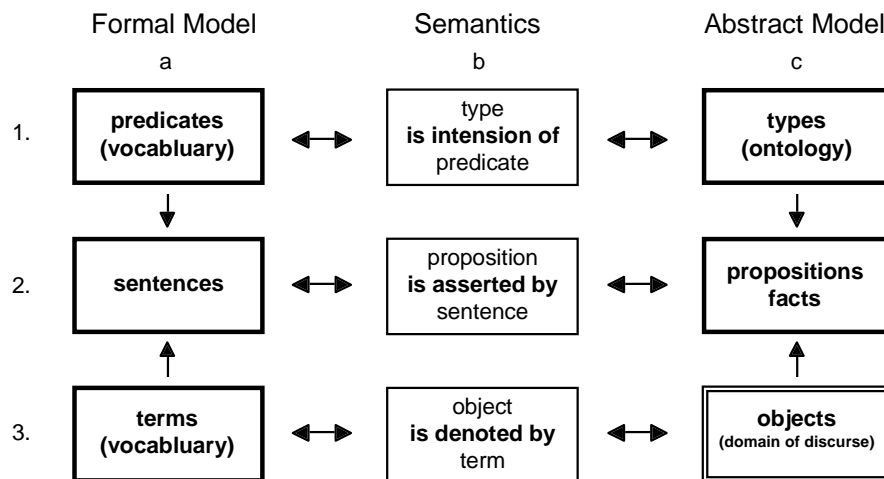 Formal Model Semantics Abstract Model
a b c
1. predicates (vocabluary)
type
is intension of
predicate
types
(ontology)
2. sentences
proposition
is asserted by
sentence
propositions
facts
3. terms
(vocabluary)
object
is denoted by
term
objects
(domain of discurse)